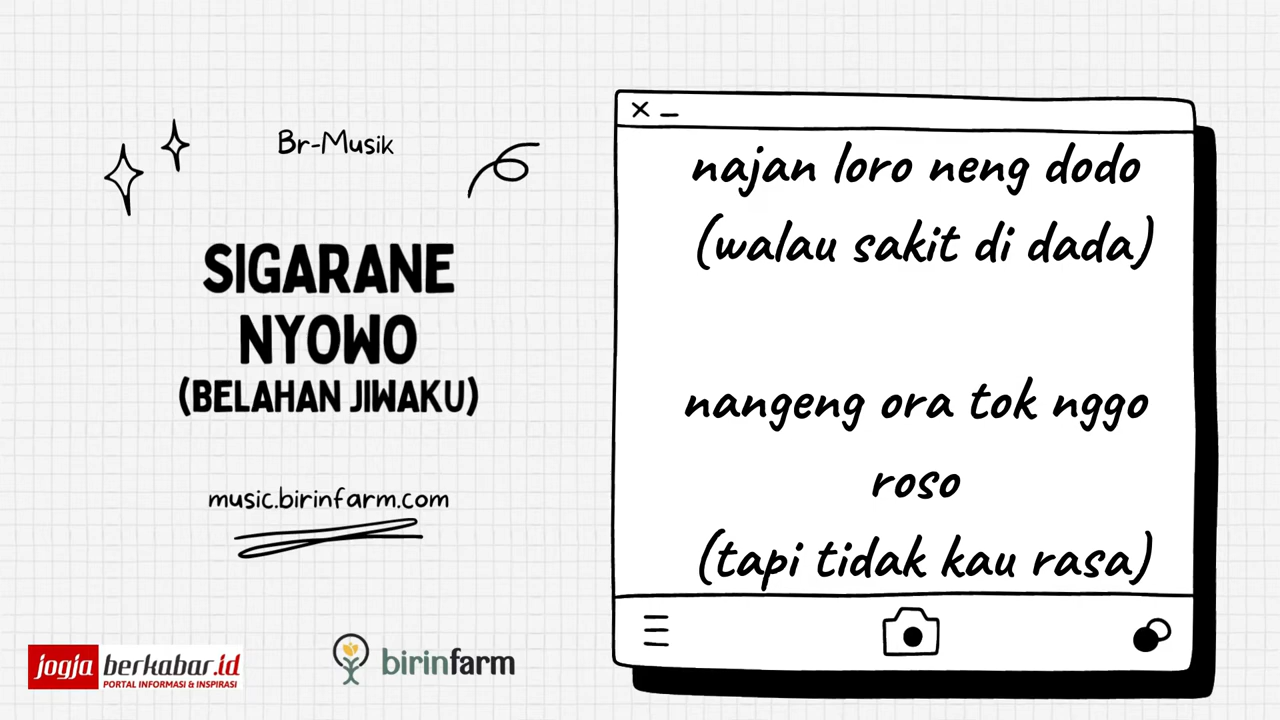 Br-Musik
SIGARANE
NYOWO
(BELAHAN JIWAKU)
music.birinfarm.com
jogja berkabar.id
PORTAL INFORMASI & INSPIRASI
birinfarm
najan loro neng dodo
(walau sakit di dada)
nangeng ora tok nggo
roso
(tapi tidak kau rasa)